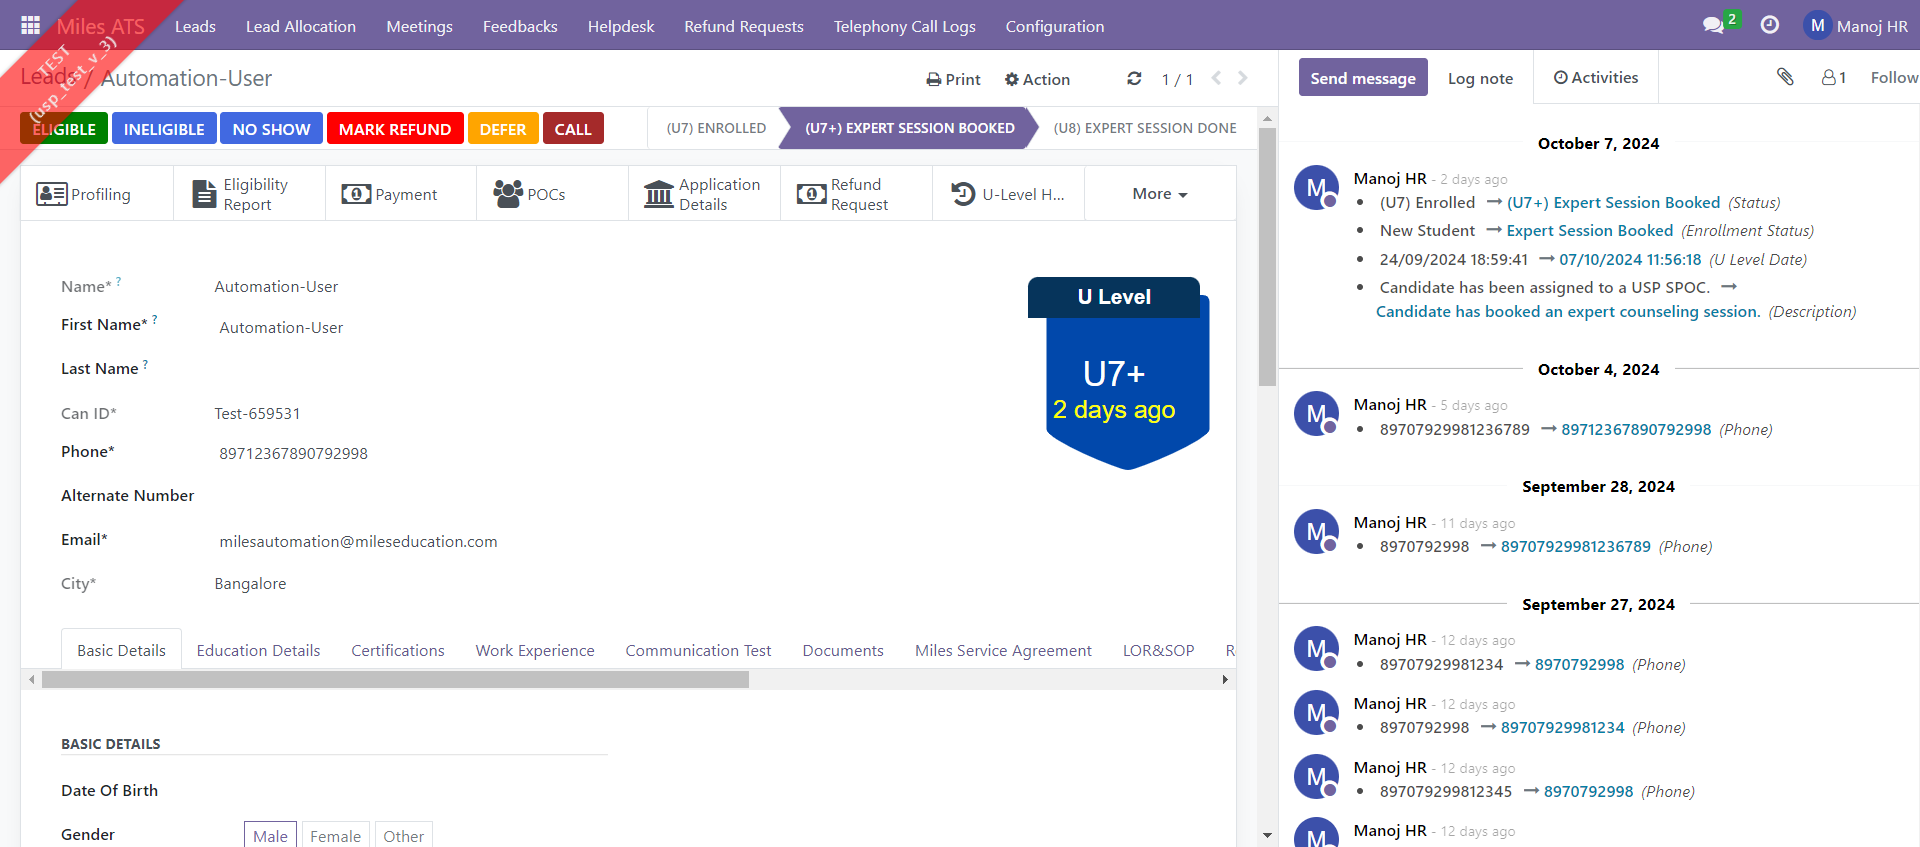 Miles ATS Leads Lead Allocation Meetings Feedbacks Helpdesk Refund Requests Telephony Call Logs Configuration 2 M Manoj HR
TEST
(usp_test_v_3)
Leads / Automation-User
Print Action 1 / 1
ELIGIBLE INELIGIBLE NO SHOW MARK REFUND DEFER CALL
(U7) ENROLLED (U7+) EXPERT SESSION BOOKED (U8) EXPERT SESSION DONE
Profiling
Eligibility
Report
Payment
POCs
Application
Details
Refund
Request
U-Level H...
More
Name* ? Automation-User
First Name* ? Automation-User
Last Name ?
Can ID* Test-659531
Phone* 89712367890792998
Alternate Number
Email* milesautomation@mileseducation.com
City* Bangalore
U Level
U7+
2 days ago
Basic Details Education Details Certifications Work Experience Communication Test Documents Miles Service Agreement LOR&SOP
BASIC DETAILS
Date Of Birth
Gender Male Female Other
Send message Log note Activities 1 Follow
October 7, 2024
M
Manoj HR - 2 days ago
• (U7) Enrolled → (U7+) Expert Session Booked (Status)
• New Student → Expert Session Booked (Enrollment Status)
• 24/09/2024 18:59:41 → 07/10/2024 11:56:18 (U Level Date)
• Candidate has been assigned to a USP SPOC. →
Candidate has booked an expert counseling session. (Description)
October 4, 2024
M
Manoj HR - 5 days ago
• 89707929981236789 → 89712367890792998 (Phone)
September 28, 2024
M
Manoj HR - 11 days ago
• 8970792998 → 89707929981236789 (Phone)
September 27, 2024
M
Manoj HR - 12 days ago
• 89707929981234 → 8970792998 (Phone)
M
Manoj HR - 12 days ago
• 8970792998 → 89707929981234 (Phone)
M
Manoj HR - 12 days ago
• 897079299812345 → 8970792998 (Phone)
M
Manoj HR - 12 days ago